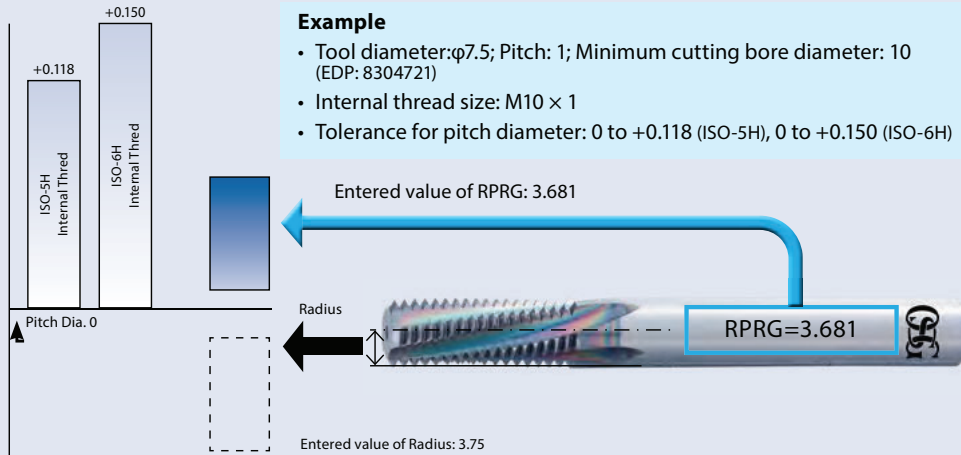 +0.150
+0.118
ISO-5H
Internal Thred
ISO-6H
Internal Thred
Pitch Dia. 0
Example
• Tool diameter:φ7.5; Pitch: 1; Minimum cutting bore diameter: 10
(EDP: 8304721)
• Internal thread size: M10 × 1
• Tolerance for pitch diameter: 0 to +0.118 (ISO-5H), 0 to +0.150 (ISO-6H)
Entered value of RPRG: 3.681
Radius
RPRG=3.681
OSG
Entered value of Radius: 3.75